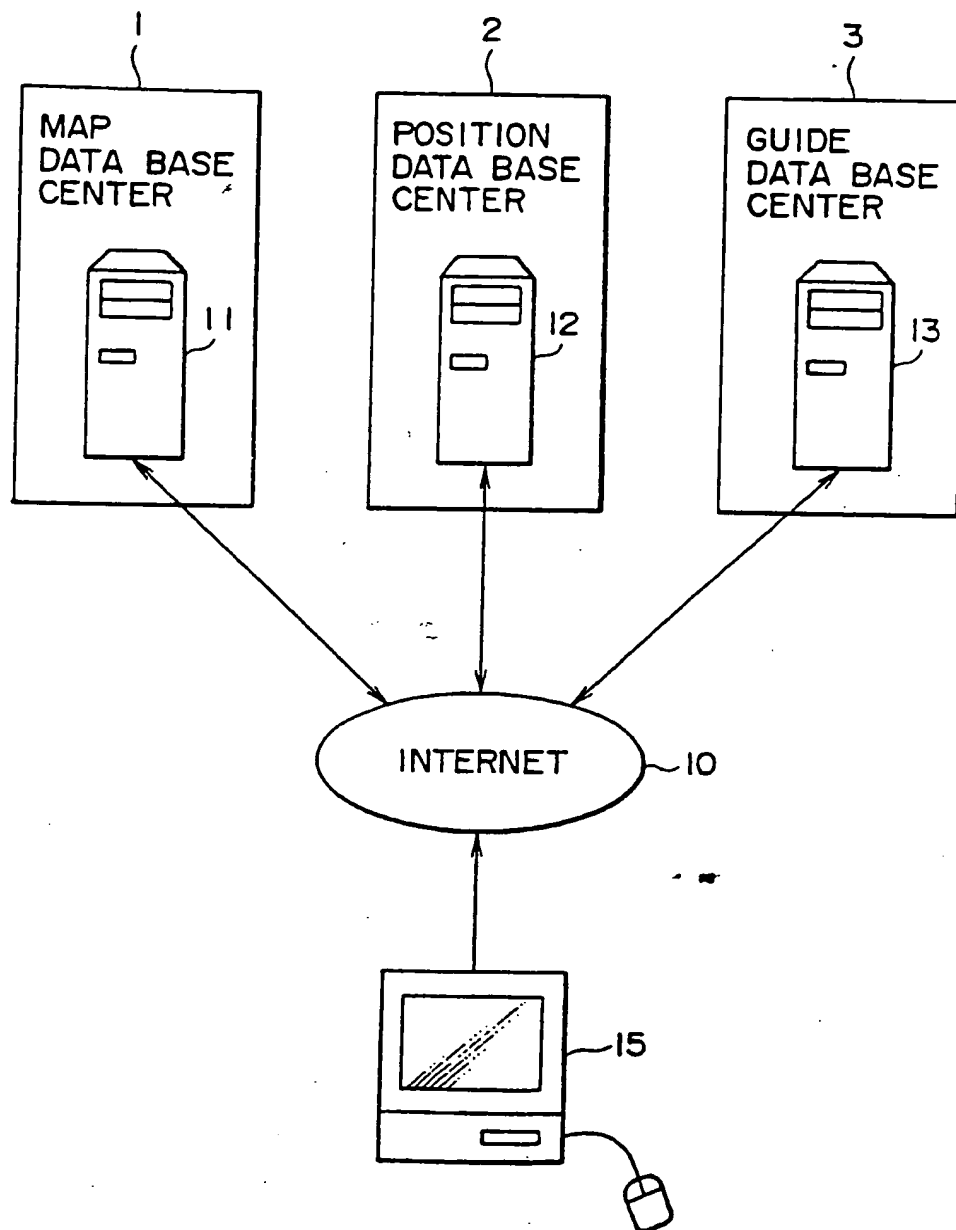 1
2
3
MAP
DATA BASE
CENTER
POSITION
DATA BASE
CENTER
GUIDE
DATA BASE
CENTER
11
12
13
INTERNET
10
15